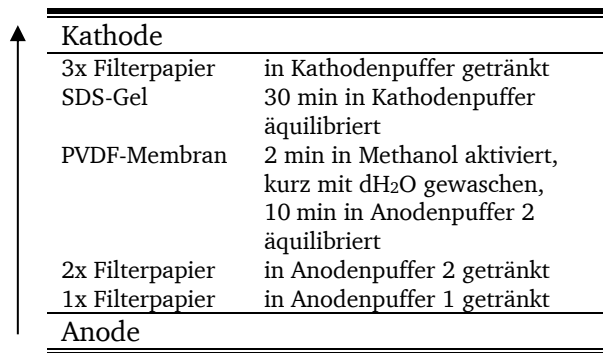 Kathode
3x Filterpapier in Kathodenpuffer getränkt
SDS-Gel 30 min in Kathodenpuffer
äquilibriert
PVDF-Membran 2 min in Methanol aktiviert,
kurz mit dH₂O gewaschen,
10 min in Anodenpuffer 2
äquilibriert
2x Filterpapier in Anodenpuffer 2 getränkt
1x Filterpapier in Anodenpuffer 1 getränkt
Anode